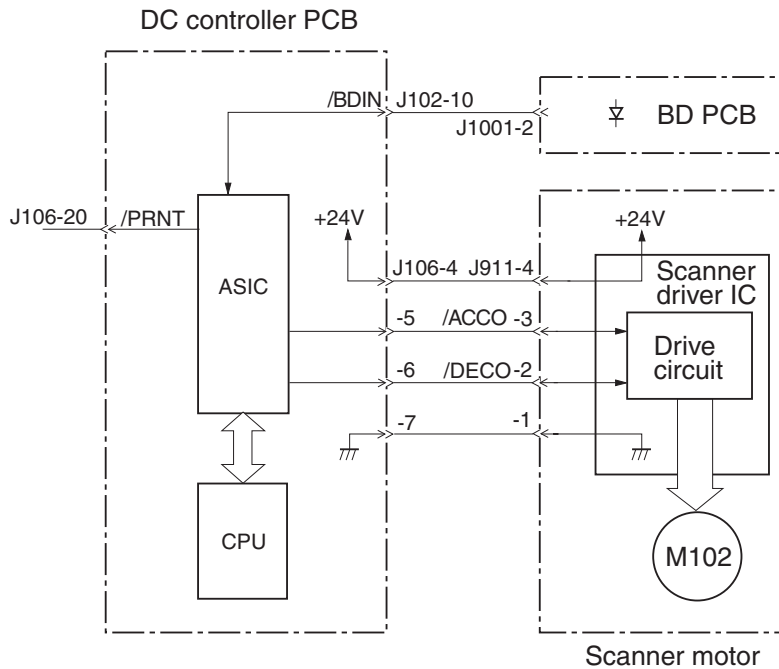 DC controller PCB
/BDIN J102-10
J1001-2
BD PCB
J106-20 /PRNT
+24V
+24V
ASIC
J106-4 J911-4
Scanner
driver IC
-5 /ACCO -3
Drive
circuit
-6 /DECO -2
-7 -1
CPU
M102
Scanner motor